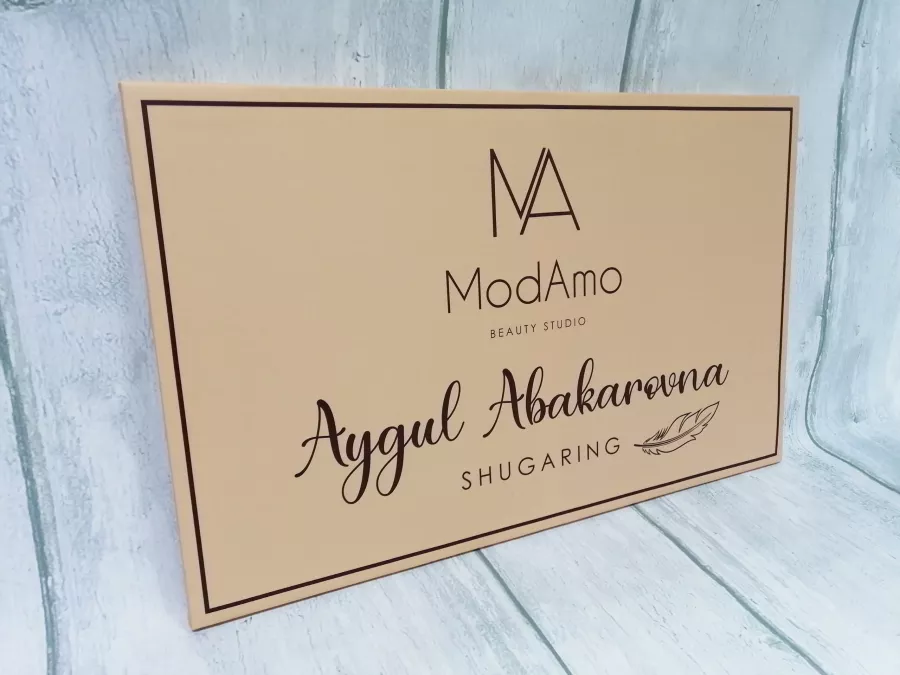 MA
ModAmo
BEAUTY STUDIO
Aygul Abakarovna
SHUGARING